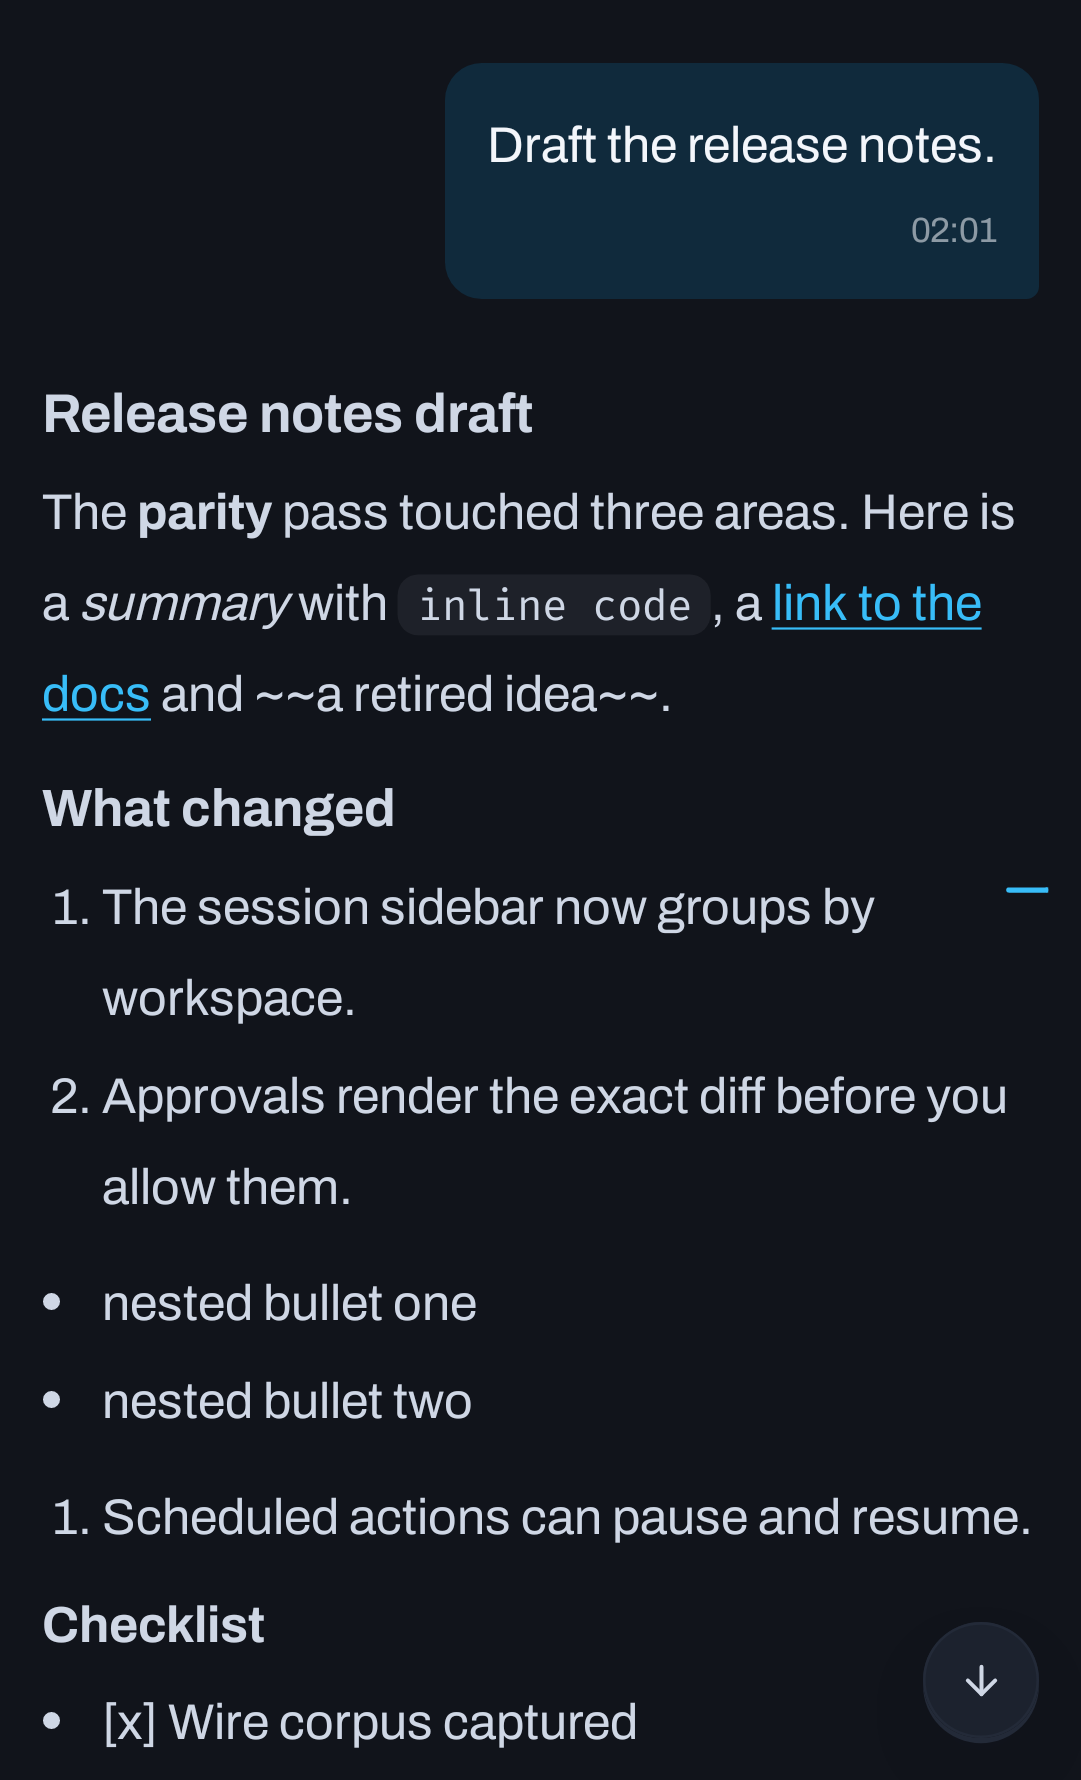 Draft the release notes.
02:01
Release notes draft
The parity pass touched three areas. Here is
a summary with inline code, a link to the
docs and ~~a retired idea~~.
What changed
1. The session sidebar now groups by
workspace.
2. Approvals render the exact diff before you
allow them.
• nested bullet one
• nested bullet two
1. Scheduled actions can pause and resume.
Checklist
• [x] Wire corpus captured